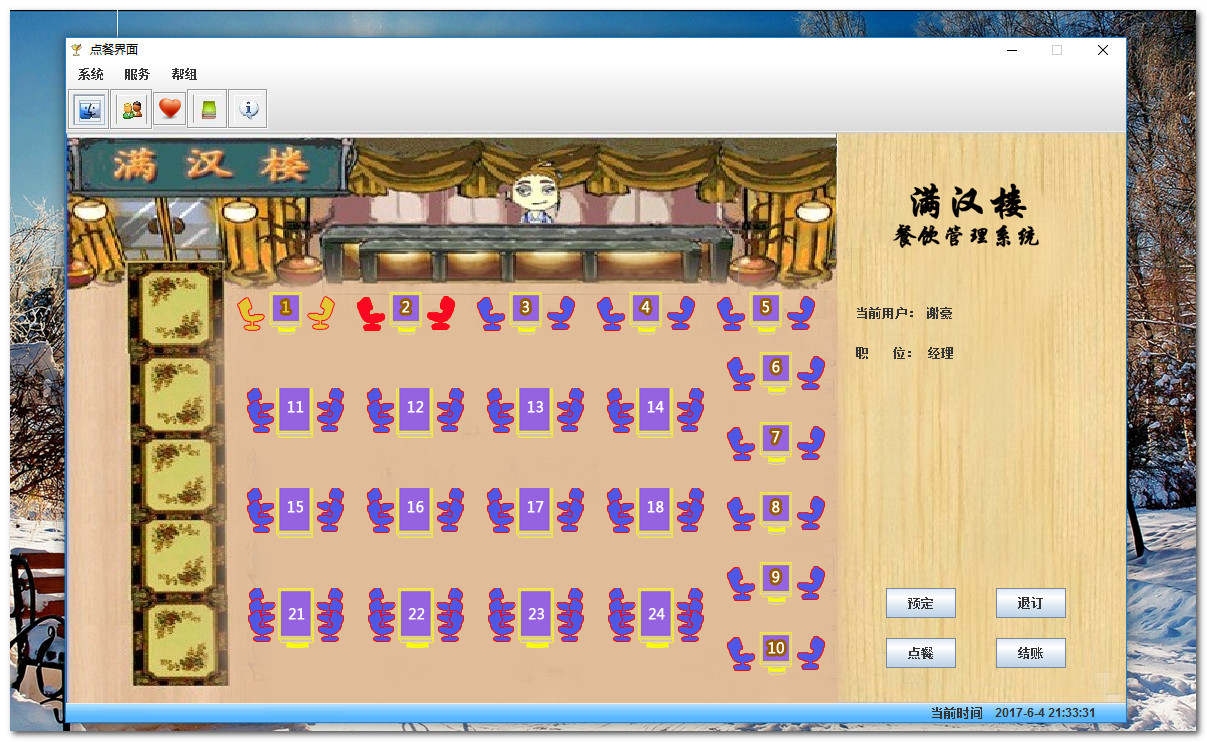 点餐界面
系统 服务 帮组
满汉楼
满汉楼
餐饮管理系统
当前用户： 谢豪
职 位： 经理
1 2 3 4 5
6
11 12 13 14
7
15 16 17 18
8
9
21 22 23 24
10
预定 退订
点餐 结账
当前时间 2017-6-4 21:33:31